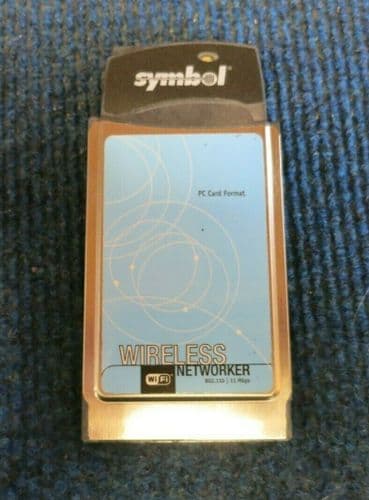 symbol®
PC Card Format
WIRELESS
NETWORKER
Wi Fi
802.11b | 11 Mbps